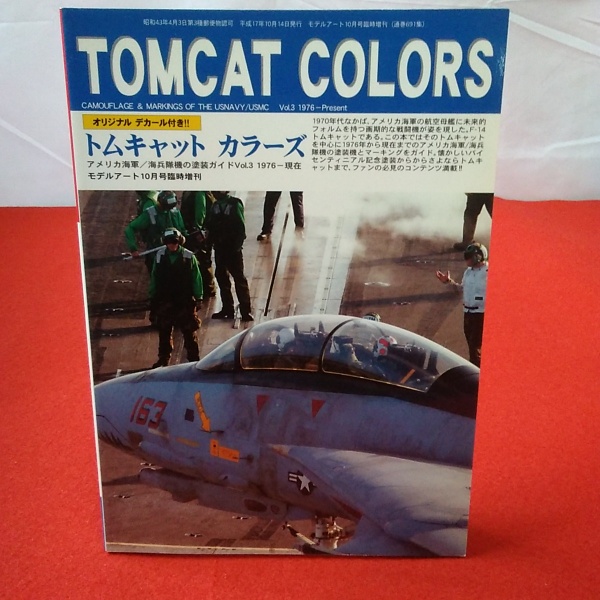 昭和43年4月3日第3種郵便物認可　平成17年10月14日発行　モデルアート10月号臨時増刊（通巻691集）
TOMCAT COLORS
CAMOUFLAGE & MARKINGS OF THE USNAVY/USMC Vol.3 1976－Present
オリジナル デカール付き!!
トムキャット カラーズ
アメリカ海軍／海兵隊機の塗装ガイドVol.3 1976－現在
モデルアート10月号臨時増刊
1970年代なかば、アメリカ海軍の航空母艦に未来的
フォルムを持つ画期的な戦闘機が姿を現した。F-14
トムキャットである。この本ではそのトムキャット
を中心に1976年から現在までのアメリカ海軍/海兵
隊機の塗装機とマーキングをガイド。懐かしいバイ
センティニアル記念塗装からからさよならトムキ
ャットまで、ファンの必見のコンテンツ満載!!
163